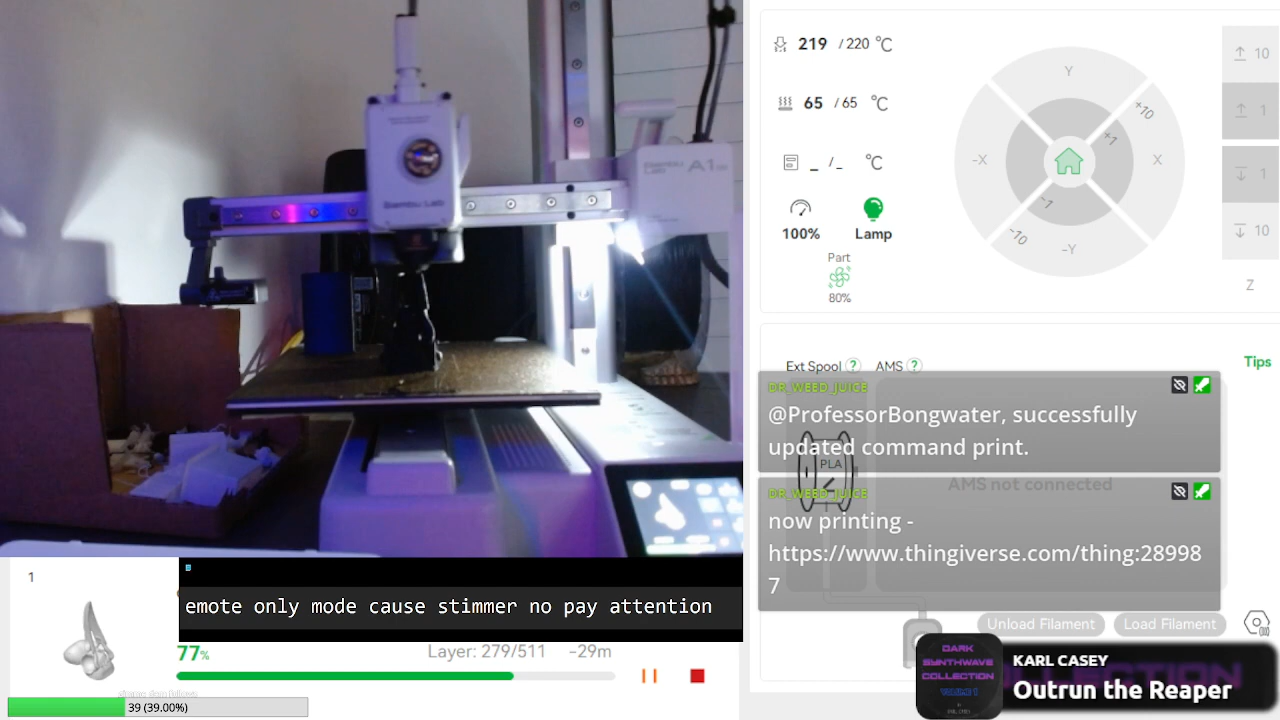 Bambu Lab
A1
219 /220 ℃
65 /65 ℃
_ /_ ℃
100%
Lamp
Part
80%
Y
+10
+1
-X
X
-1
-10
-Y
10
1
1
10
Z
Ext Spool ?
AMS ?
Tips
DR_WEED_JUICE
@ProfessorBongwater, successfully
updated command print.
PLA
AMS not connected
DR_WEED_JUICE
now printing -
https://www.thingiverse.com/thing:28998
7
Unload Filament
Load Filament
1
emote only mode cause stimmer no pay attention
77%
Layer: 279/511
-29m
39 (39.00%)
DARK
SYNTHWAVE
COLLECTION
VOLUME 1
KARL CASEY
Outrun the Reaper